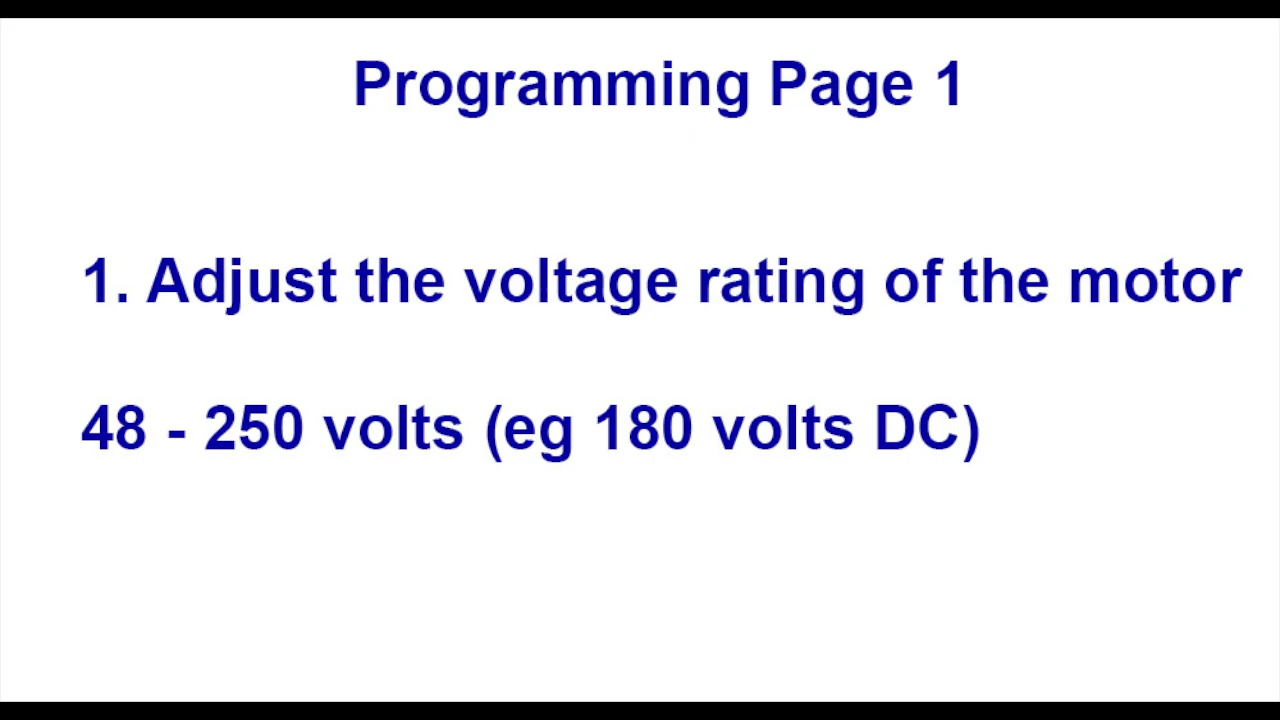 Programming Page 1
1. Adjust the voltage rating of the motor
48 - 250 volts (eg 180 volts DC)